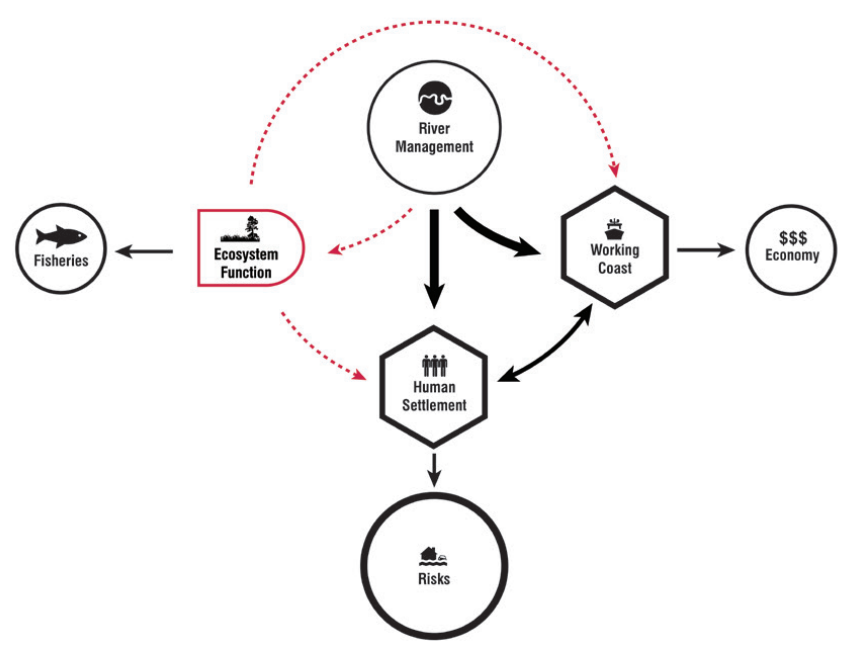 River
Management
Fisheries
Ecosystem
Function
Working
Coast
$$$
Economy
Human
Settlement
Risks